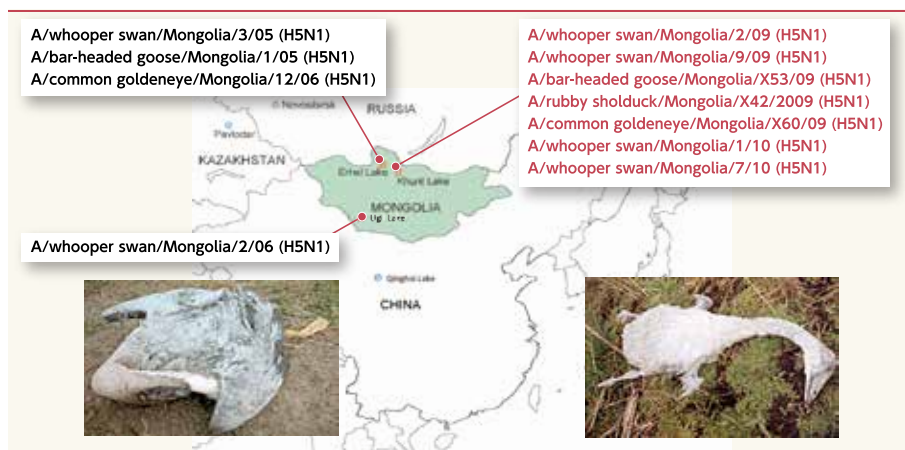 A/whooper swan/Mongolia/3/05 (H5N1)
A/bar-headed goose/Mongolia/1/05 (H5N1)
A/common goldeneye/Mongolia/12/06 (H5N1)
A/whooper swan/Mongolia/2/09 (H5N1)
A/whooper swan/Mongolia/9/09 (H5N1)
A/bar-headed goose/Mongolia/X53/09 (H5N1)
A/rubby sholduck/Mongolia/X42/2009 (H5N1)
A/common goldeneye/Mongolia/X60/09 (H5N1)
A/whooper swan/Mongolia/1/10 (H5N1)
A/whooper swan/Mongolia/7/10 (H5N1)
Novosibirsk
RUSSIA
Pavlodar
KAZAKHSTAN
Erhel Lake
Khunt Lake
MONGOLIA
Ugi Lake
A/whooper swan/Mongolia/2/06 (H5N1)
Qinghai Lake
CHINA